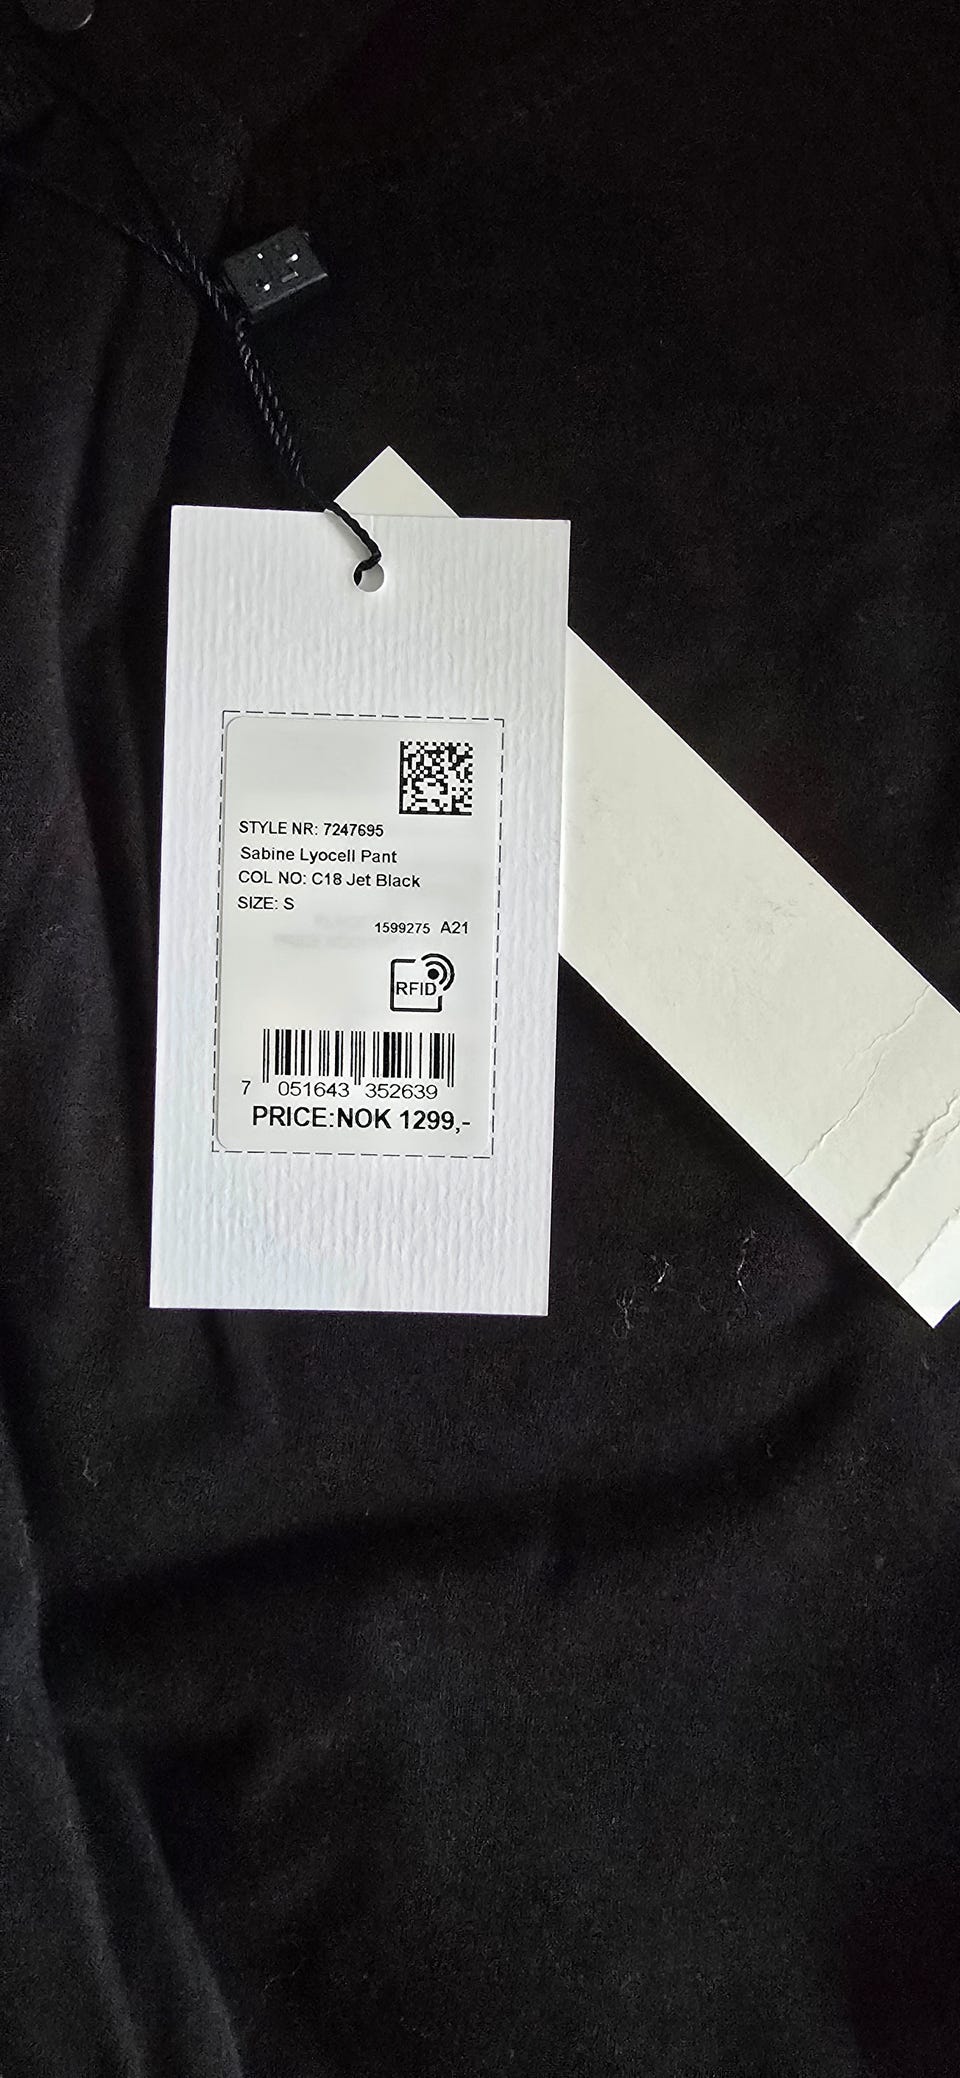 STYLE NR: 7247695
Sabine Lyocell Pant
COL NO: C18 Jet Black
SIZE: S
1599275 A21
RFID
7 051643 352639
PRICE:NOK 1299,-